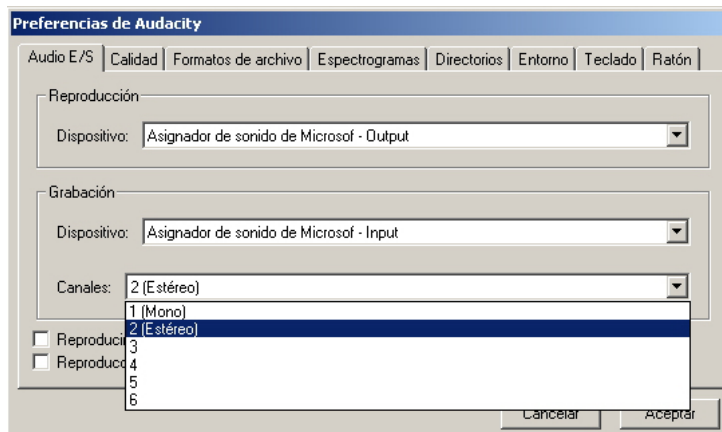 Preferencias de Audacity
Audio E/S Calidad Formatos de archivo Espectrogramas Directorios Entorno Teclado Ratón
Reproducción
Dispositivo: Asignador de sonido de Microsof - Output
Grabación
Dispositivo: Asignador de sonido de Microsof - Input
Canales: 2 (Estéreo)
1 (Mono)
2 (Estéreo)
Reproduci
3
Reproducc
4
5
6
Cancelar Aceptar